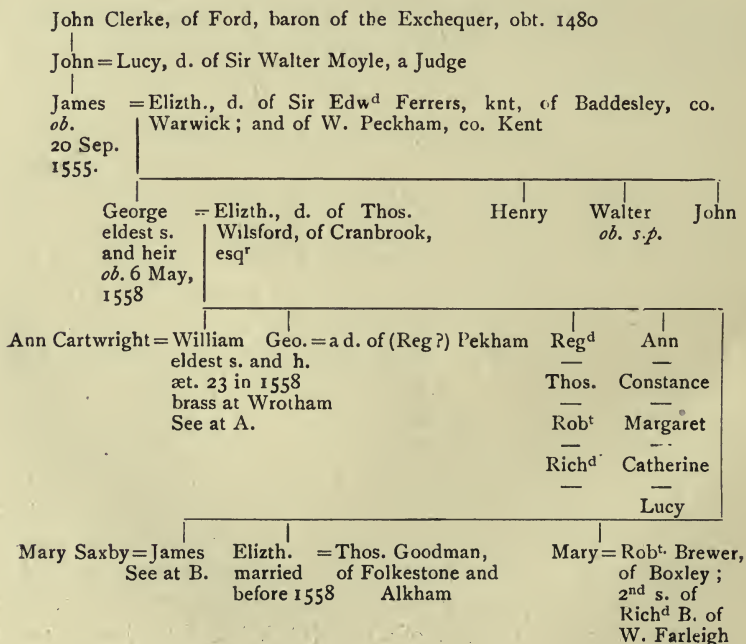 John Clerke, of Ford, baron of the Exchequer, obt. 1480
John = Lucy, d. of Sir Walter Moyle, a Judge
James = Elizth., d. of Sir Edwd Ferrers, knt, of Baddesley, co.
ob. Warwick ; and of W. Peckham, co. Kent
20 Sep.
1555.
George = Elizth., d. of Thos. Henry Walter John
eldest s. Wilsford, of Cranbrook, ob. s.p.
and heir esqr
ob. 6 May,
1558
Ann Cartwright = William Geo. = a d. of (Reg?) Pekham Regd Ann
eldest s. and h.
æt. 23 in 1558 Thos. Constance
brass at Wrotham
See at A. Robt Margaret
Richd Catherine
Lucy
Mary Saxby = James Elizth. = Thos. Goodman, Mary = Robt. Brewer,
See at B. married of Folkestone and of Boxley ;
before 1558 Alkham 2nd s. of
Richd B. of
W. Farleigh